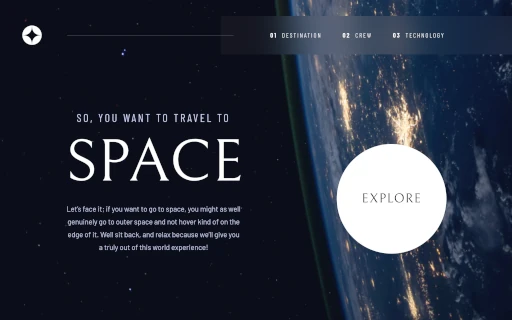 01 DESTINATION 02 CREW 03 TECHNOLOGY
SO, YOU WANT TO TRAVEL TO
SPACE
Let's face it; if you want to go to space, you might as well
genuinely go to outer space and not hover kind of on the
edge of it. Well sit back, and relax because we'll give you
a truly out of this world experience!
EXPLORE